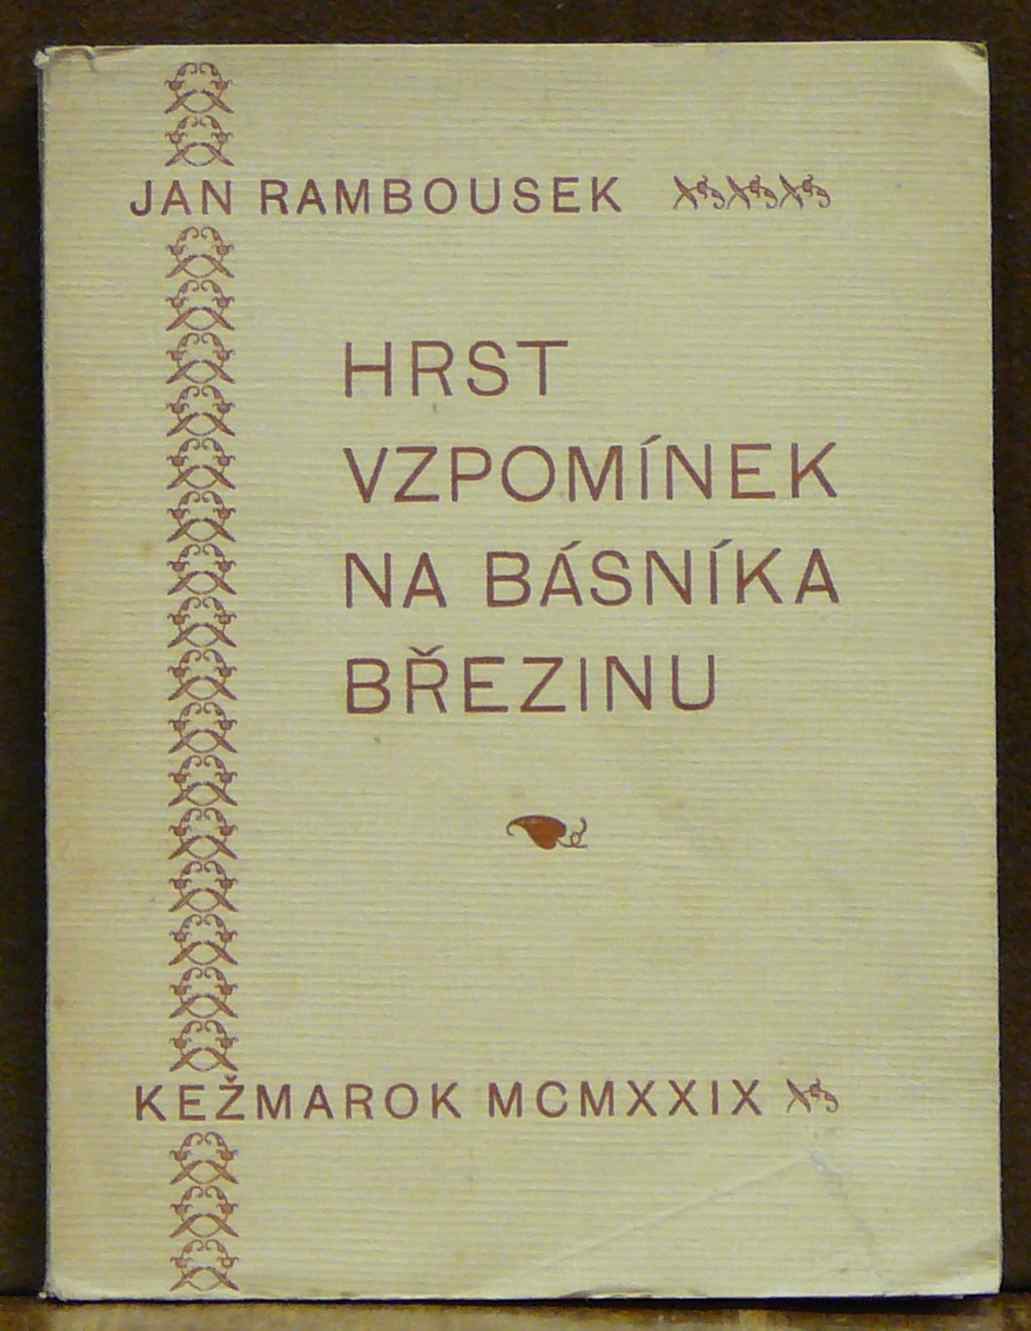 JAN RAMBOUSEK
HRST
VZPOMÍNEK
NA BÁSNÍKA
BŘEZINU
KEŽMAROK MCMXXIX